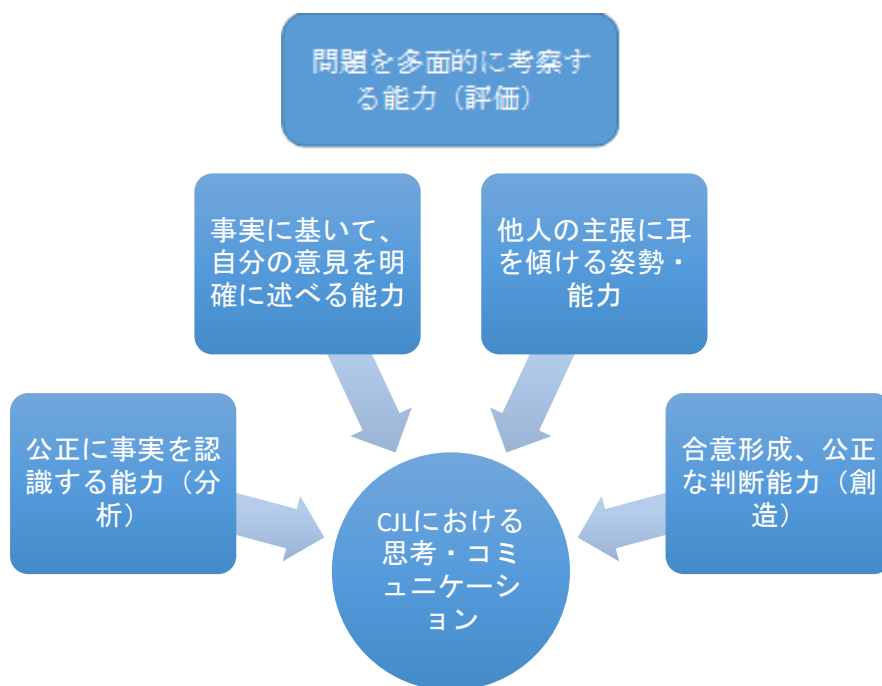 問題を多面的に考察す
る能力（評価）
事実に基いて、
自分の意見を明
確に述べる能力
他人の主張に耳
を傾ける姿勢・
能力
公正に事実を認
識する能力（分
析）
合意形成、公正
な判断能力（創
造）
CJLにおける
思考・コミ
ュニケーシ
ョン